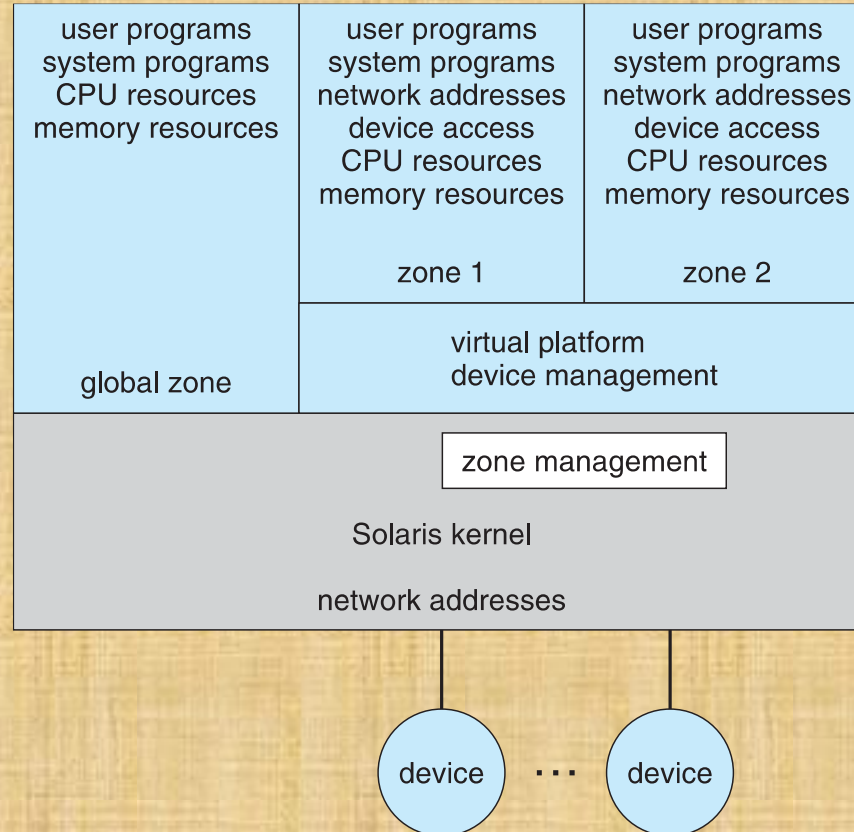 user programs
system programs
CPU resources
memory resources
global zone
user programs
system programs
network addresses
device access
CPU resources
memory resources
zone 1
user programs
system programs
network addresses
device access
CPU resources
memory resources
zone 2
virtual platform
device management
zone management
Solaris kernel
network addresses
device
...
device